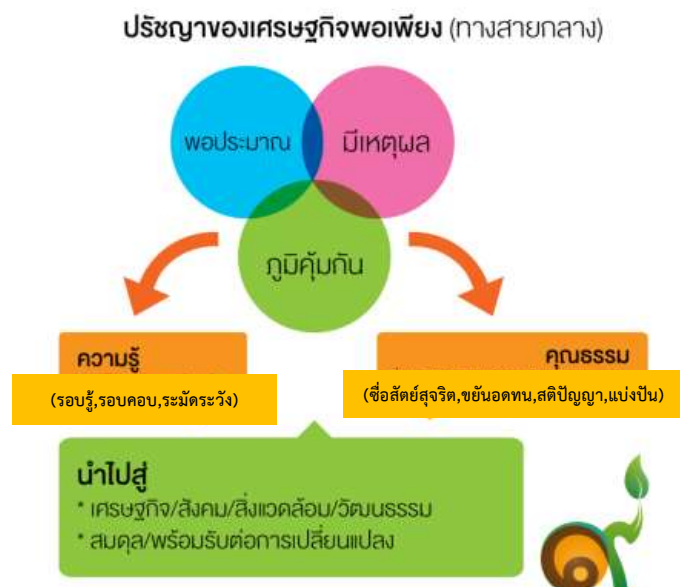 ปรัชญาของเศรษฐกิจพอเพียง (ทางสายกลาง)
พอประมาณ
มีเหตุผล
ภูมิคุ้มกัน
ความรู้
(รอบรู้,รอบคอบ,ระมัดระวัง)
คุณธรรม
(ซื่อสัตย์สุจริต,ขยันอดทน,สติปัญญา,แบ่งปัน)
นำไปสู่
* เศรษฐกิจ/สังคม/สิ่งแวดล้อม/วัฒนธรรม
* สมดุล/พร้อมรับต่อการเปลี่ยนแปลง